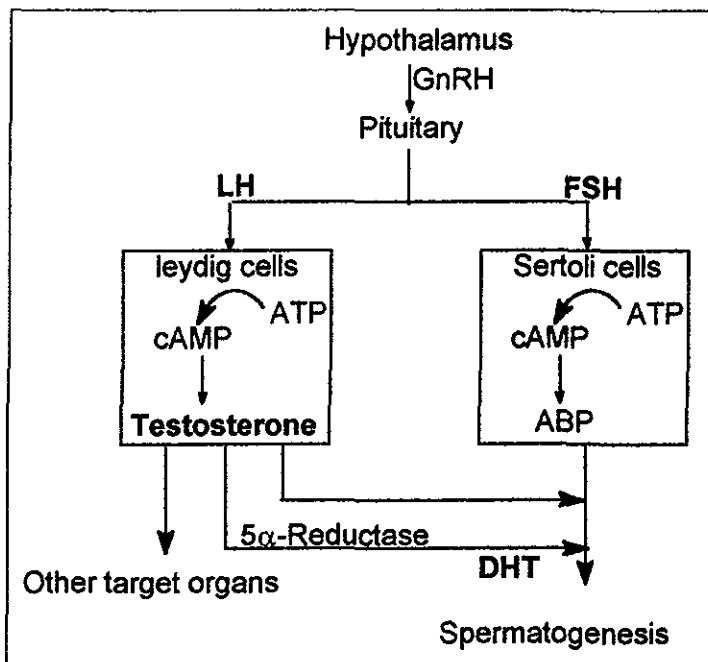 Hypothalamus
GnRH
Pituitary
LH
FSH
leydig cells
ATP
cAMP
Testosterone
Sertoli cells
ATP
cAMP
ABP
5α-Reductase
DHT
Other target organs
Spermatogenesis